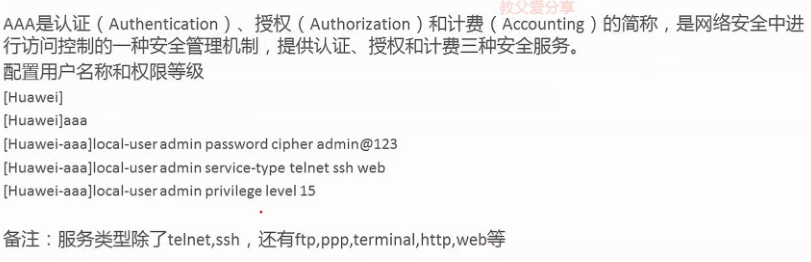 教父爱分享
AAA是认证（Authentication）、授权（Authorization）和计费（Accounting）的简称，是网络安全中进
行访问控制的一种安全管理机制，提供认证、授权和计费三种安全服务。
配置用户名称和权限等级
[Huawei]
[Huawei]aaa
[Huawei-aaa]local-user admin password cipher admin@123
[Huawei-aaa]local-user admin service-type telnet ssh web
[Huawei-aaa]local-user admin privilege level 15
备注：服务类型除了telnet,ssh，还有ftp,ppp,terminal,http,web等